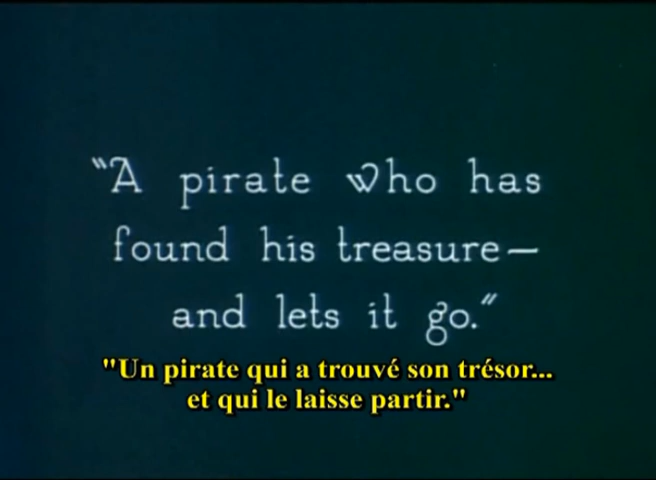 "A pirate who has
found his treasure—
and lets it go."
"Un pirate qui a trouvé son trésor...
et qui le laisse partir."